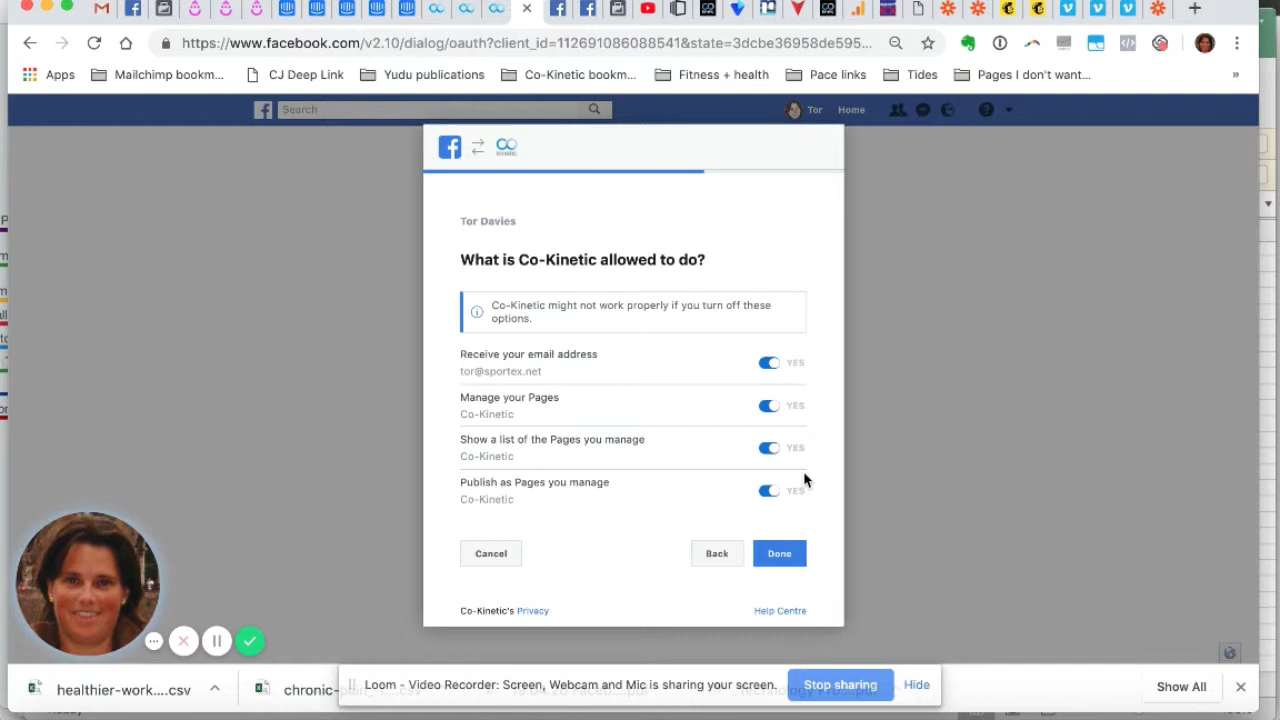 https://www.facebook.com/v2.10/dialog/oauth?client_id=112691086088541&state=3dcbe36958de595...
Apps
Mailchimp bookm...
CJ Deep Link
Yudu publications
Co-Kinetic bookm...
Fitness + health
Pace links
Tides
Pages I don't want...
»
Search
Tor
Home
Tor Davies
What is Co-Kinetic allowed to do?
Co-Kinetic might not work properly if you turn off these
options.
Receive your email address
YES
tor@sportex.net
Manage your Pages
YES
Co-Kinetic
Show a list of the Pages you manage
YES
Co-Kinetic
Publish as Pages you manage
YES
Co-Kinetic
Cancel
Back
Done
Co-Kinetic's Privacy
Help Centre
healthier-work....csv
chronic-
Loom - Video Recorder: Screen, Webcam and Mic is sharing your screen.
Stop sharing
Hide
Show All